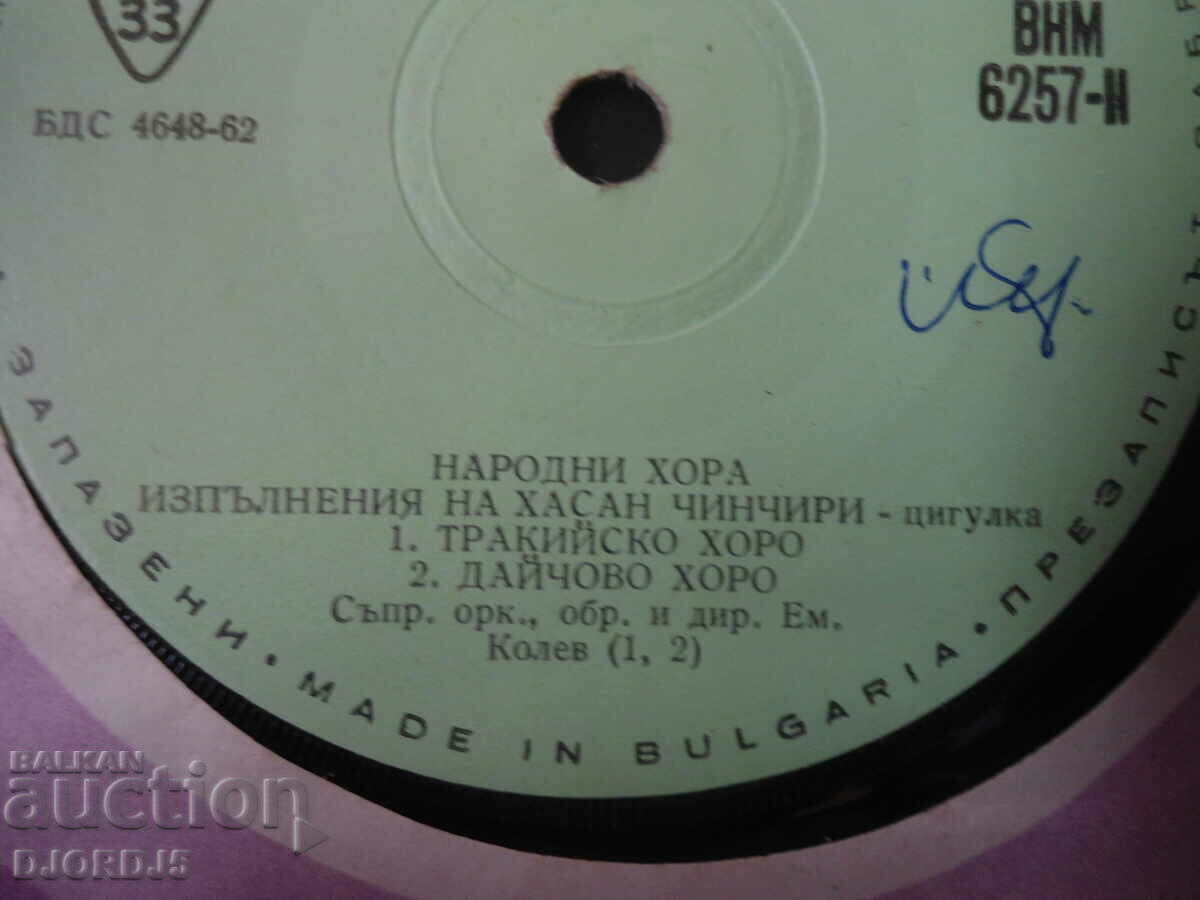 33
БДС 4648-62
ВНМ
6257-Н
НАРОДНИ ХОРА
ИЗПЪЛНЕНИЯ НА ХАСАН ЧИНЧИРИ - цигулка
1. ТРАКИЙСКО ХОРО
2. ДАЙЧОВО ХОРО
Съпр. орк., обр. и дир. Ем.
Колев (1, 2)
ЗАПАЗЕНИ • MADE IN BULGARIA • ПРЕЗАПИСЪТ
BALKAN
auction
DJORDJ5